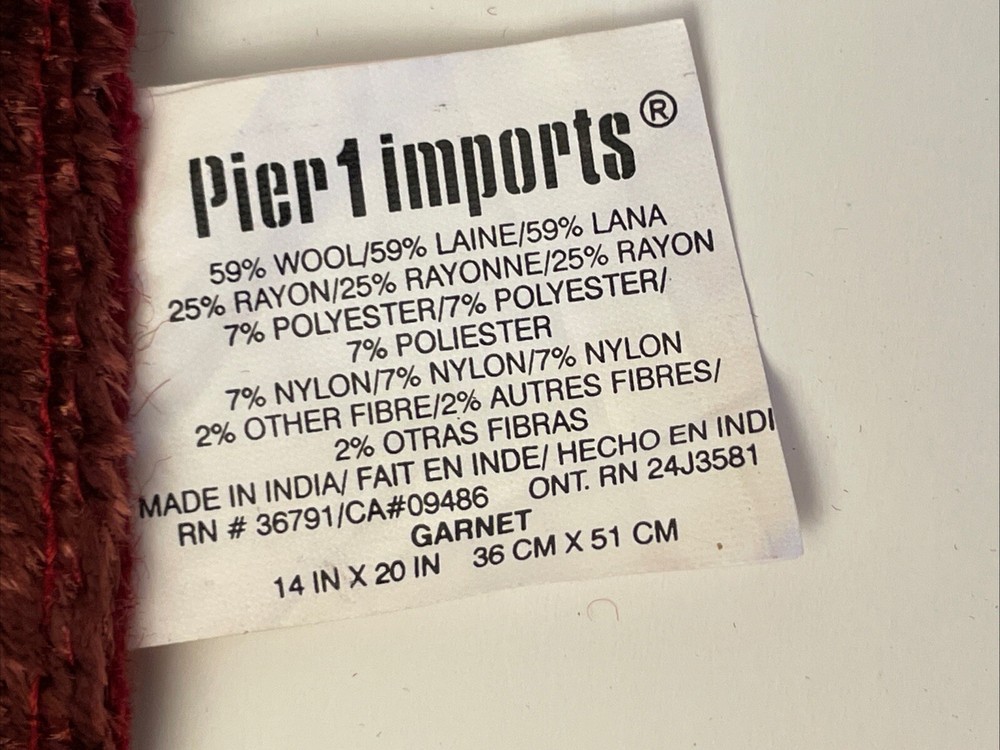 Pier 1 imports®
59% WOOL/59% LAINE/59% LANA
25% RAYON/25% RAYONNE/25% RAYON
7% POLYESTER/7% POLYESTER/
7% POLIESTER
7% NYLON/7% NYLON/7% NYLON
2% OTHER FIBRE/2% AUTRES FIBRES/
2% OTRAS FIBRAS
MADE IN INDIA/ FAIT EN INDE/ HECHO EN INDI
RN # 36791/CA#09486 ONT. RN 24J3581
GARNET
14 IN X 20 IN 36 CM X 51 CM